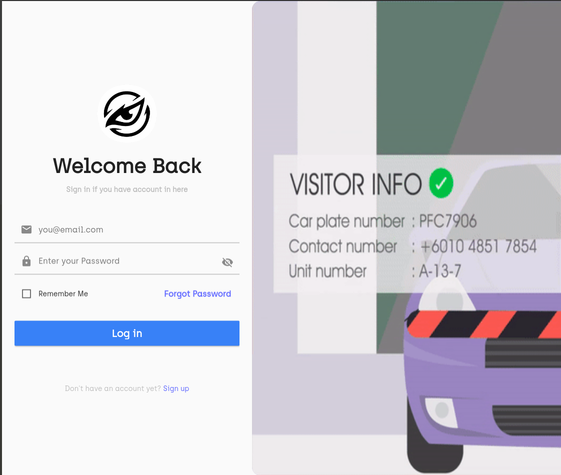 Welcome Back
Sign in if you have account in here
you@email.com
Enter your Password
Remember Me
Forgot Password
Log in
Don't have an account yet? Sign up
VISITOR INFO
Car plate number : PFC7906
Contact number : +6010 4851 7854
Unit number : A-13-7